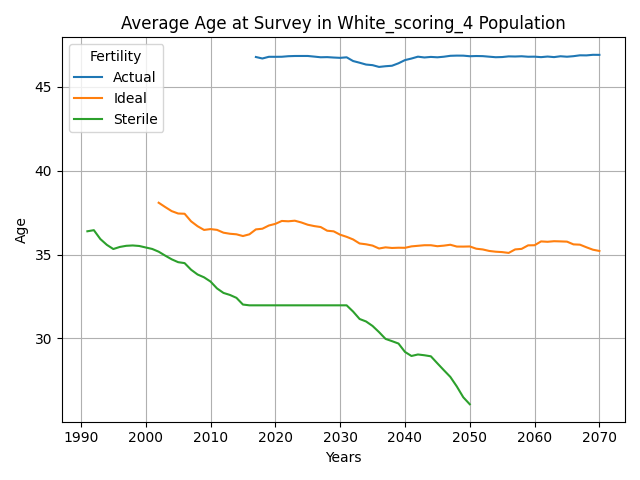 Average Age at Survey in White_scoring_4 Population
Fertility
Actual
Ideal
Sterile
Age
45
40
35
30
1990 2000 2010 2020 2030 2040 2050 2060 2070
Years